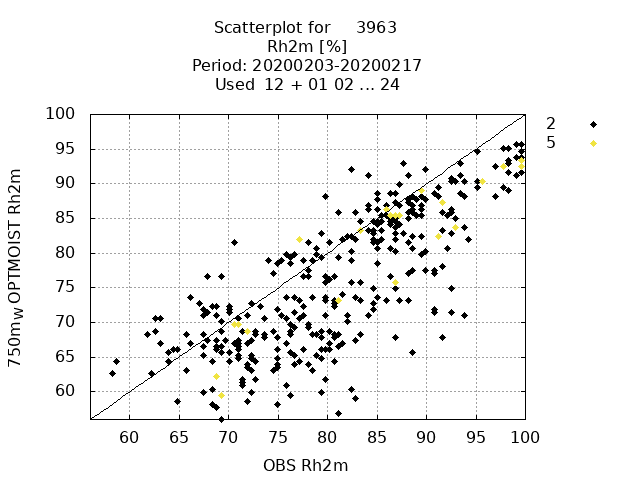 Scatterplot for 3963
Rh2m [%]
Period: 20200203-20200217
Used 12 + 01 02 ... 24
2
5
100
95
90
85
80
75
70
65
60
750m_W OPTMOIST Rh2m
60 65 70 75 80 85 90 95 100
OBS Rh2m